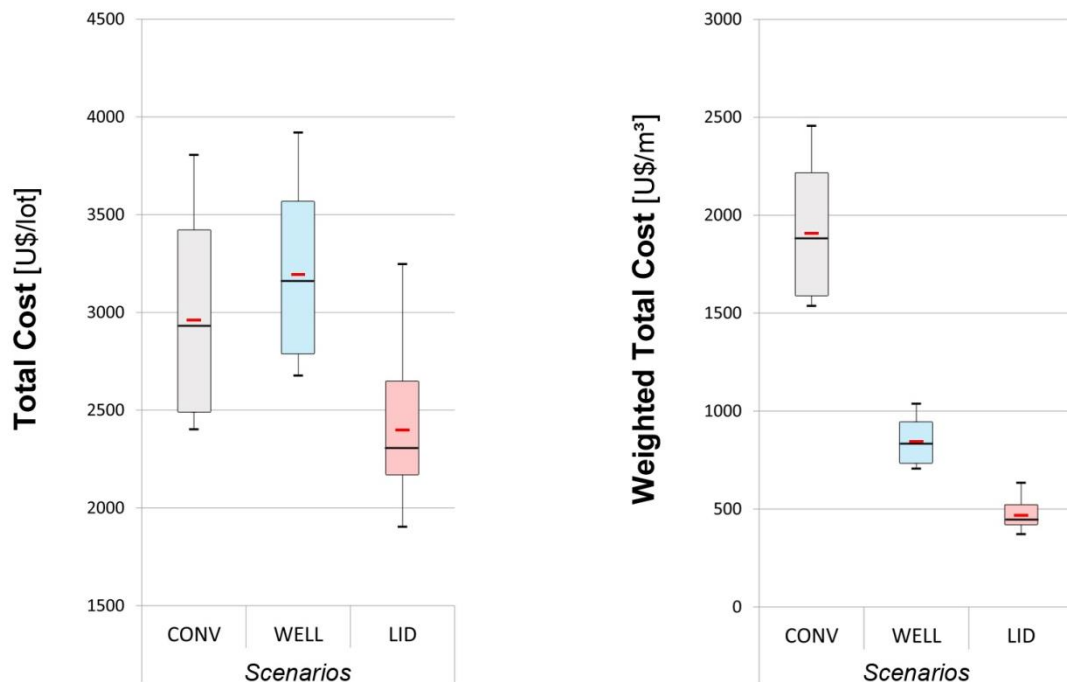 Total Cost [U$/lot]
4500
4000
3500
3000
2500
2000
1500
CONV WELL LID
Scenarios
Weighted Total Cost [U$/m³]
3000
2500
2000
1500
1000
500
0
CONV WELL LID
Scenarios